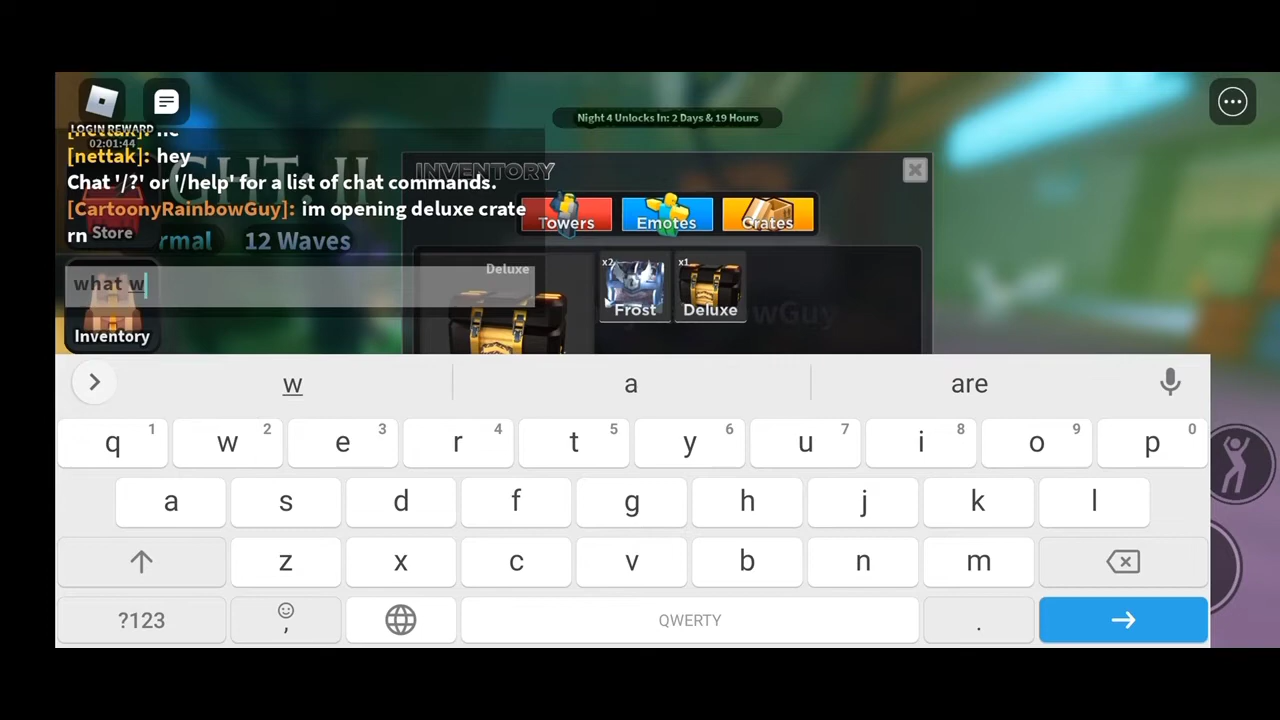 Night 4 Unlocks In: 2 Days & 19 Hours
LOGIN REWARD
02:01:44
[nettak]: he
[nettak]: hey
Chat '/?' or '/help' for a list of chat commands.
[CartoonyRainbowGuy]: im opening deluxe crate
rn
Store
12 Waves
what w
Inventory
INVENTORY
Towers
Emotes
Crates
Deluxe
x2
Frost
x1
Deluxe
w
a
are
q 1 w 2 e 3 r 4 t 5 y 6 u 7 i 8 o 9 p 0
a s d f g h j k l
z x c v b n m
?123 , QWERTY .